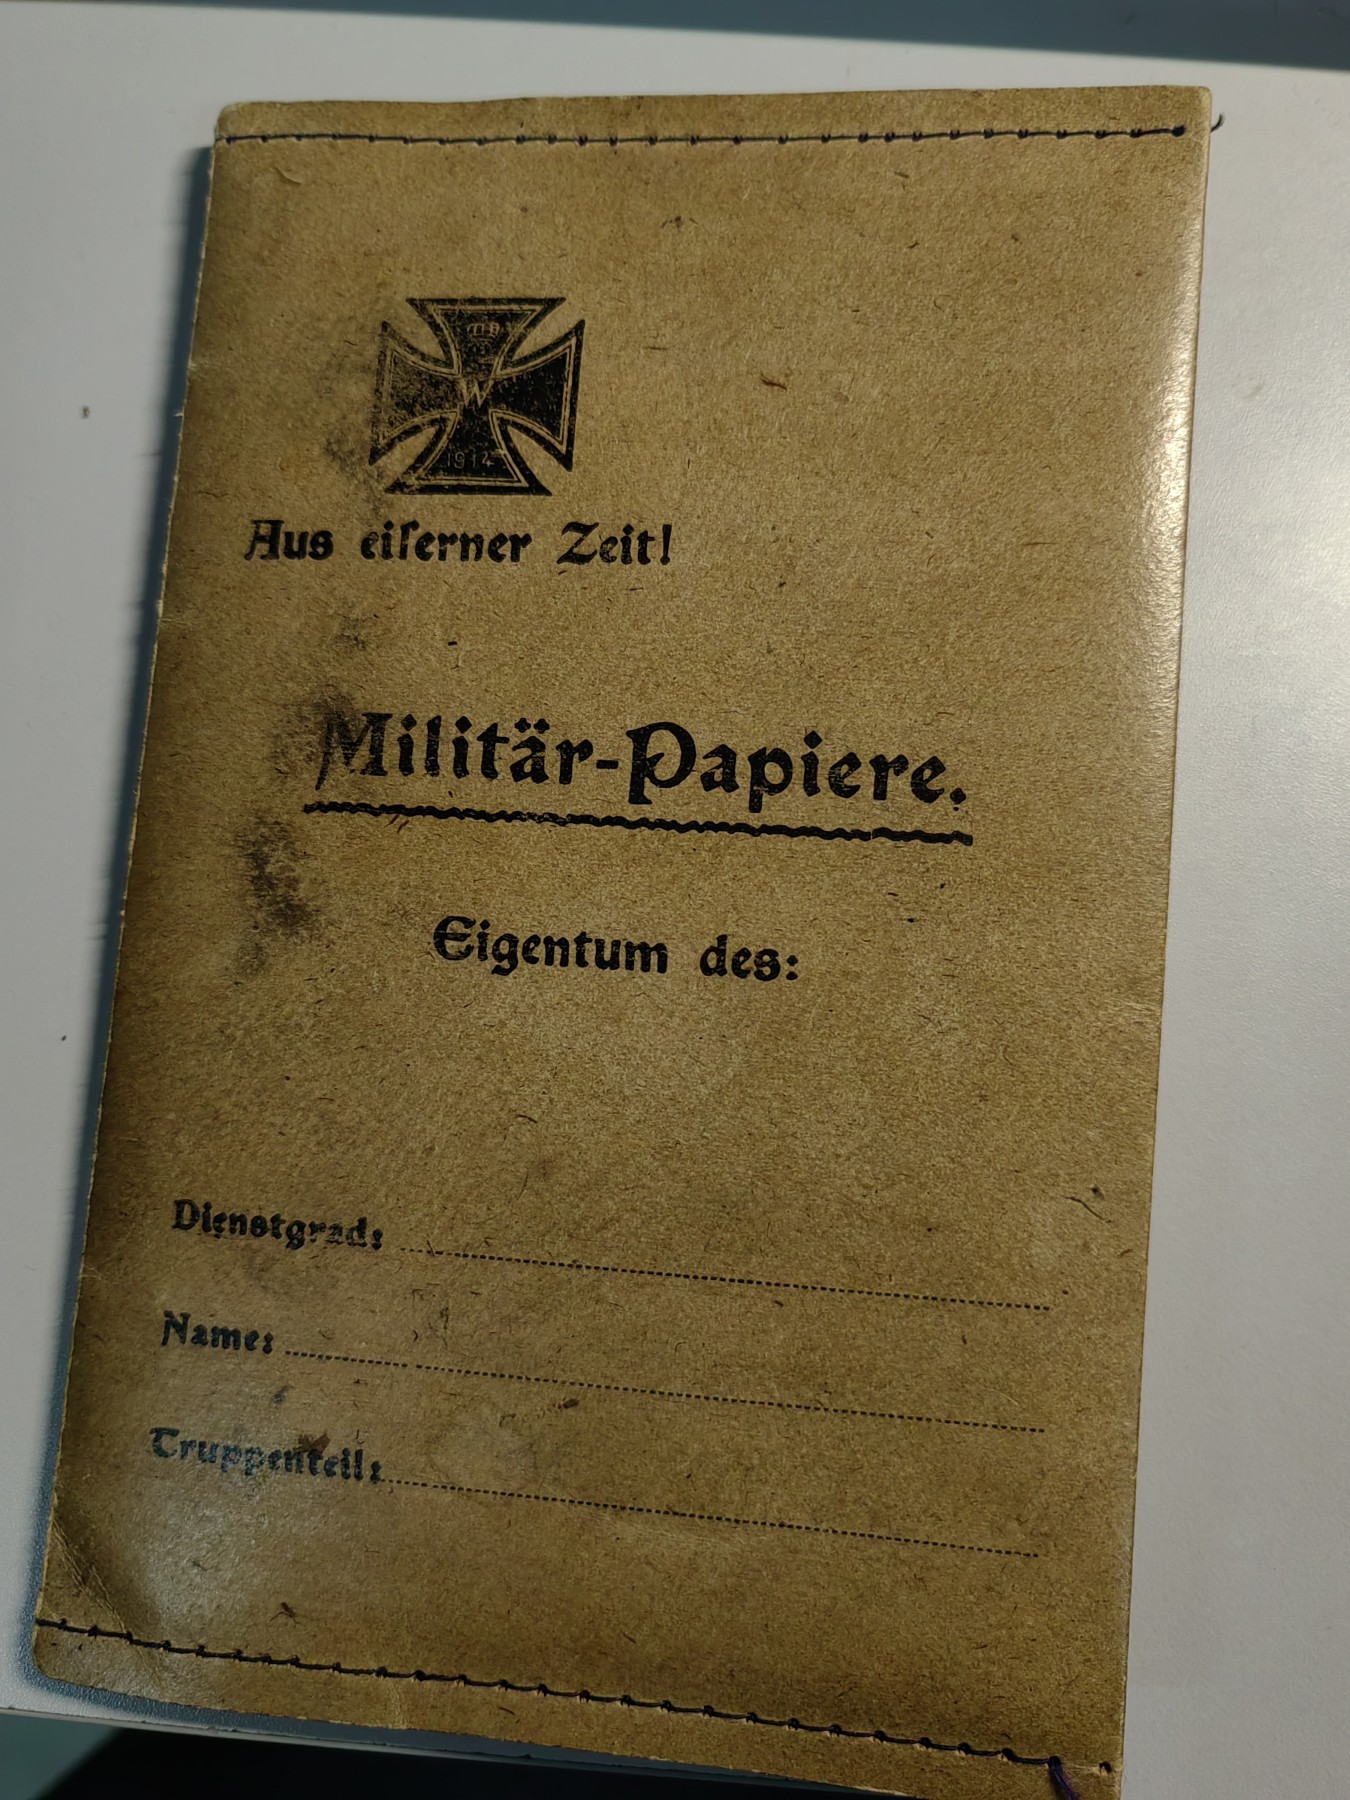 W
1914
Aus eiſerner Zeit!
Militär-Papiere.
Eigentum des:
Dienstgrad:
Name:
Truppenteil: